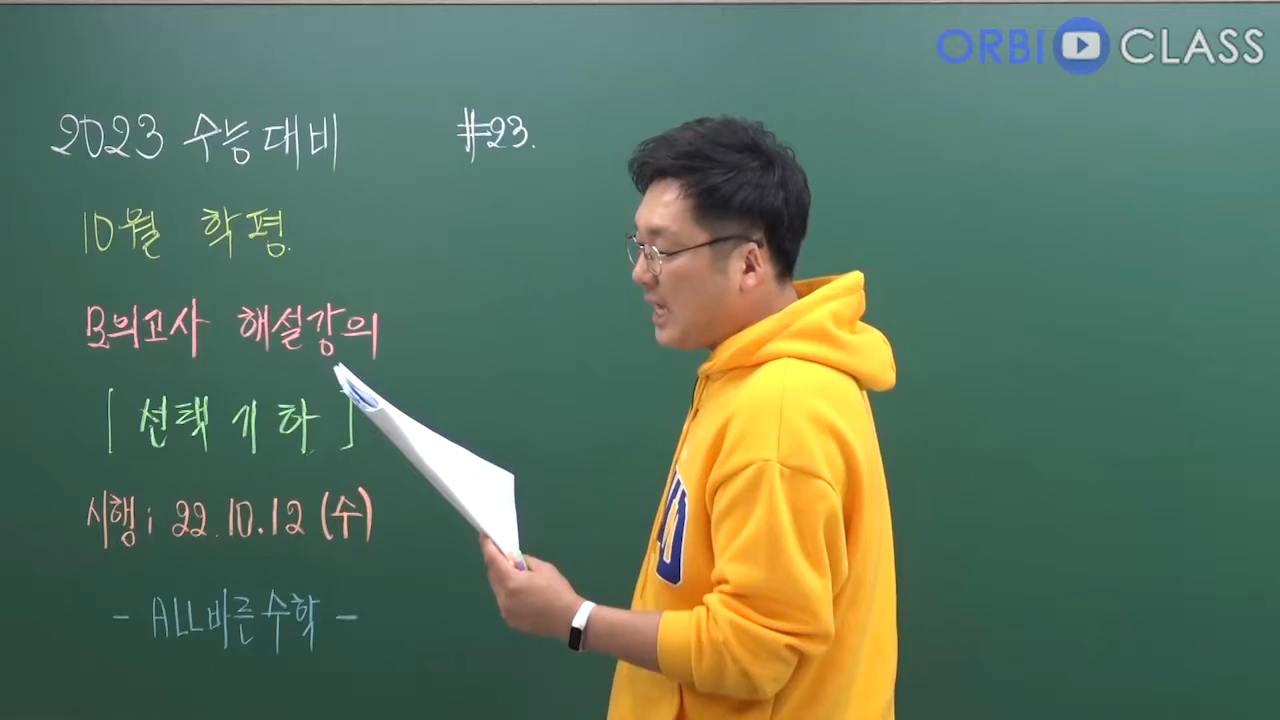 ORBI CLASS
2023 수능대비 #23.
10월 학평.
모의고사 해설강의
[선택 기하]
시행: 22.10.12 (수)
- ALL바른수학 -